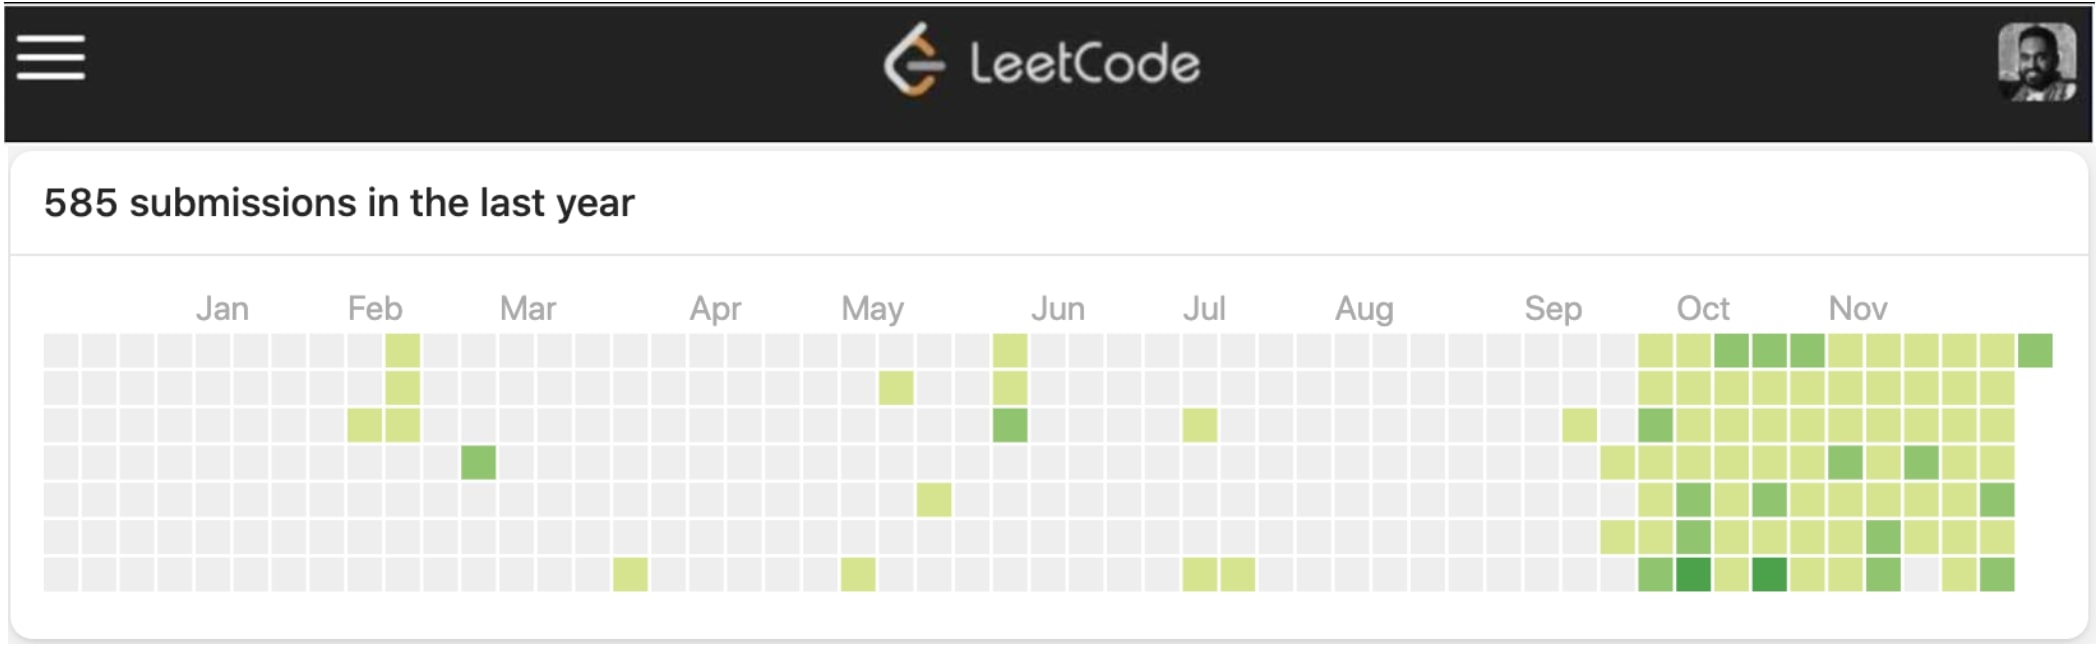 LeetCode
585 submissions in the last year
Jan Feb Mar Apr May Jun Jul Aug Sep Oct Nov